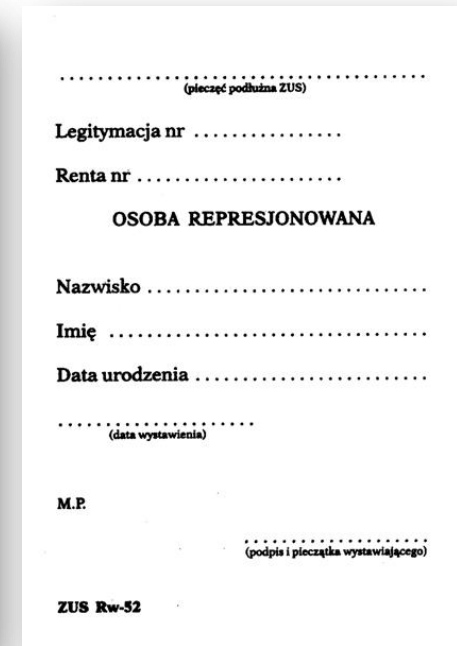 ......................................
(pieczęć podłużna ZUS)
Legitymacja nr ................
Renta nr ......................
OSOBA REPRESJONOWANA
Nazwisko .............................
Imię .................................
Data urodzenia ........................
.....................
(data wystawienia)
M.P.
...................
(podpis i pieczątka wystawiającego)
ZUS Rw-52